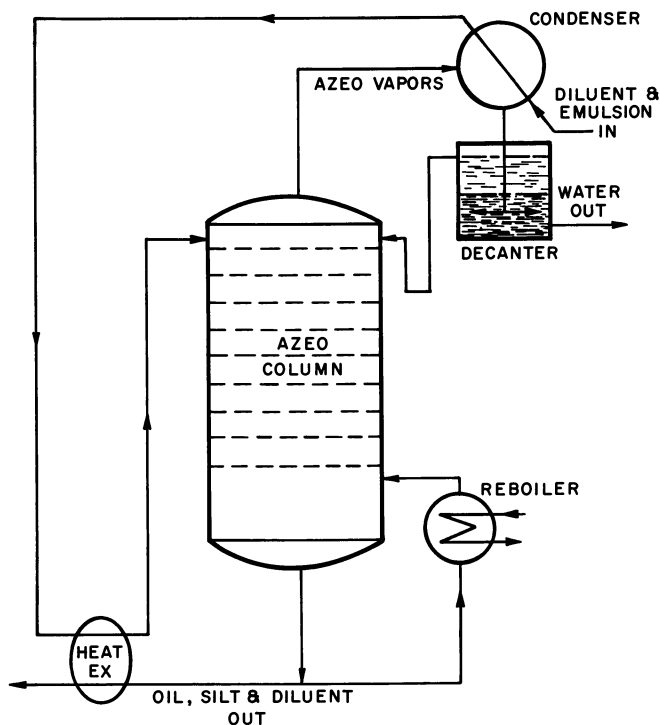 CONDENSER
AZEO VAPORS
DILUENT &
EMULSION
IN
WATER
OUT
DECANTER
AZEO
COLUMN
REBOILER
HEAT
EX
OIL, SILT & DILUENT
OUT